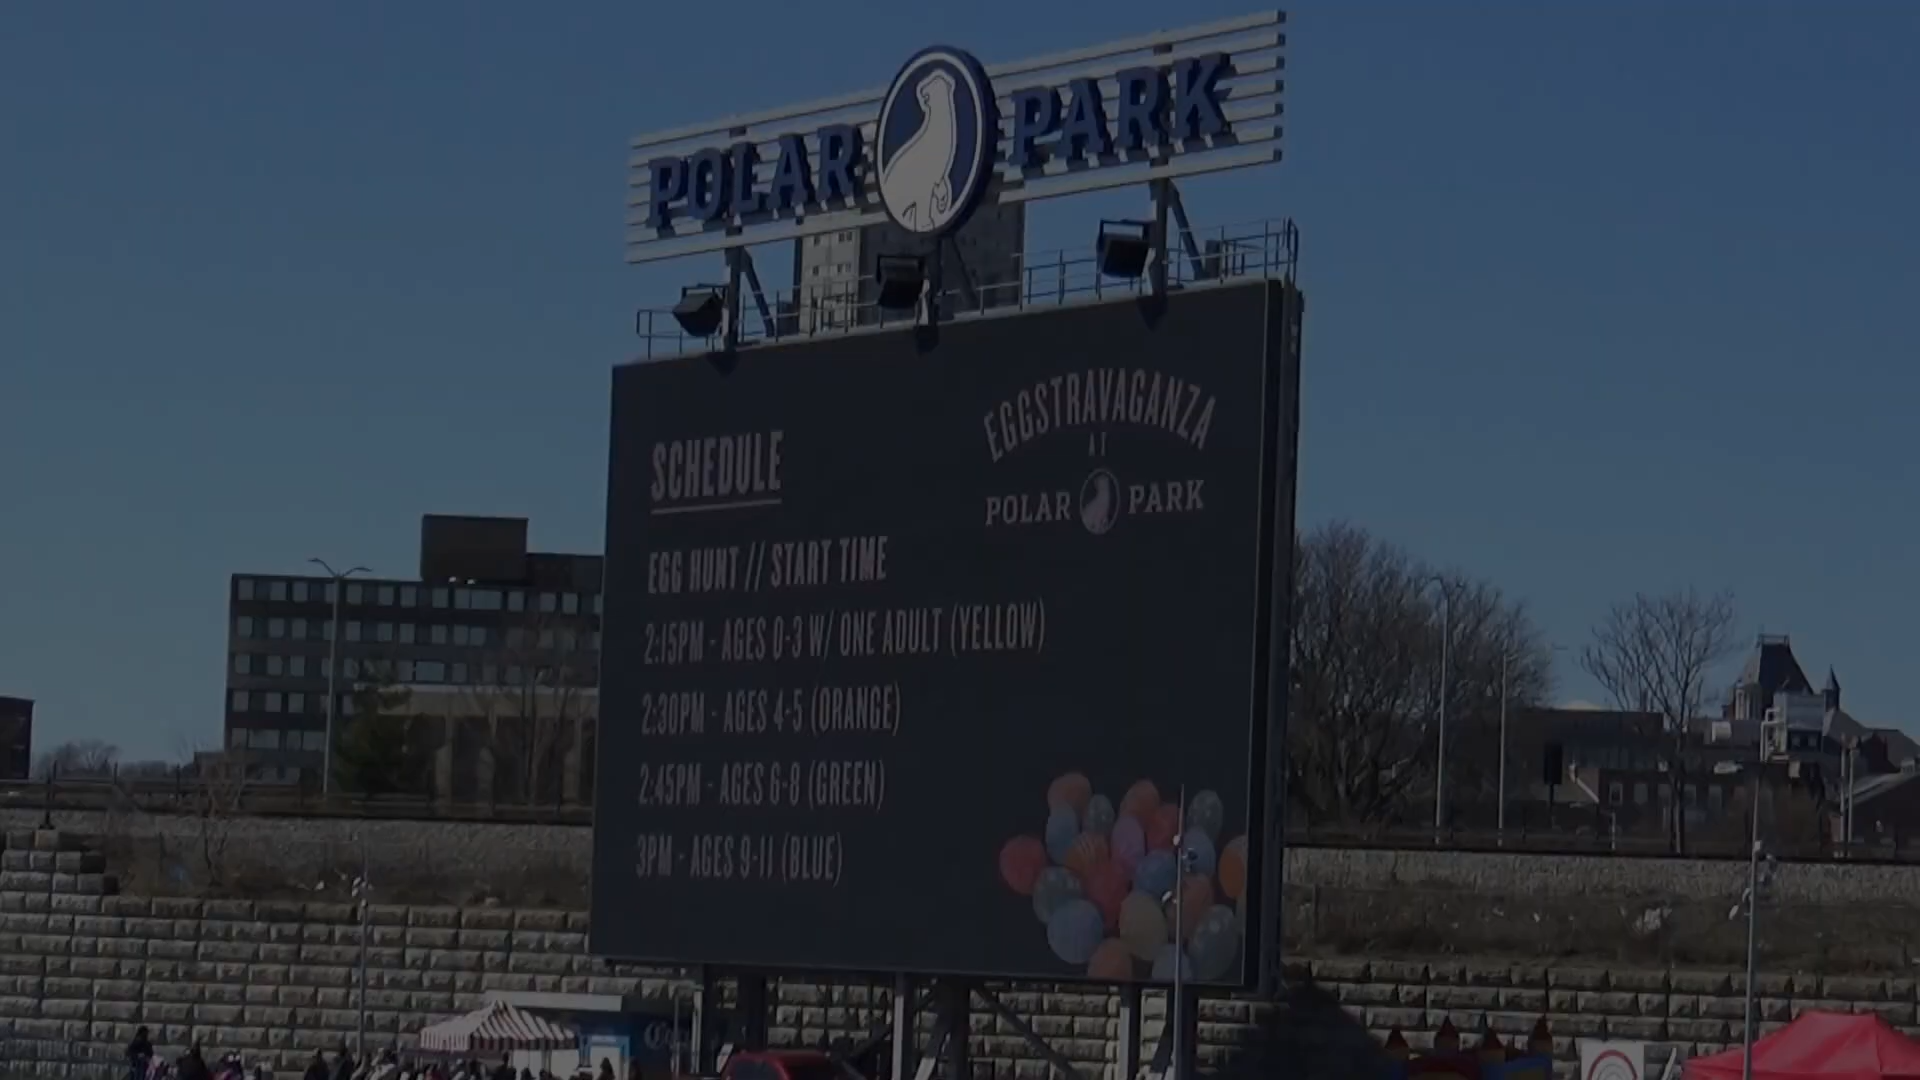 POLAR PARK
EGGSTRAVAGANZA
AT
POLAR PARK
SCHEDULE
EGG HUNT // START TIME
2:15PM - AGES 0-3 W/ ONE ADULT (YELLOW)
2:30PM - AGES 4-5 (ORANGE)
2:45PM - AGES 6-8 (GREEN)
3PM - AGES 9-11 (BLUE)